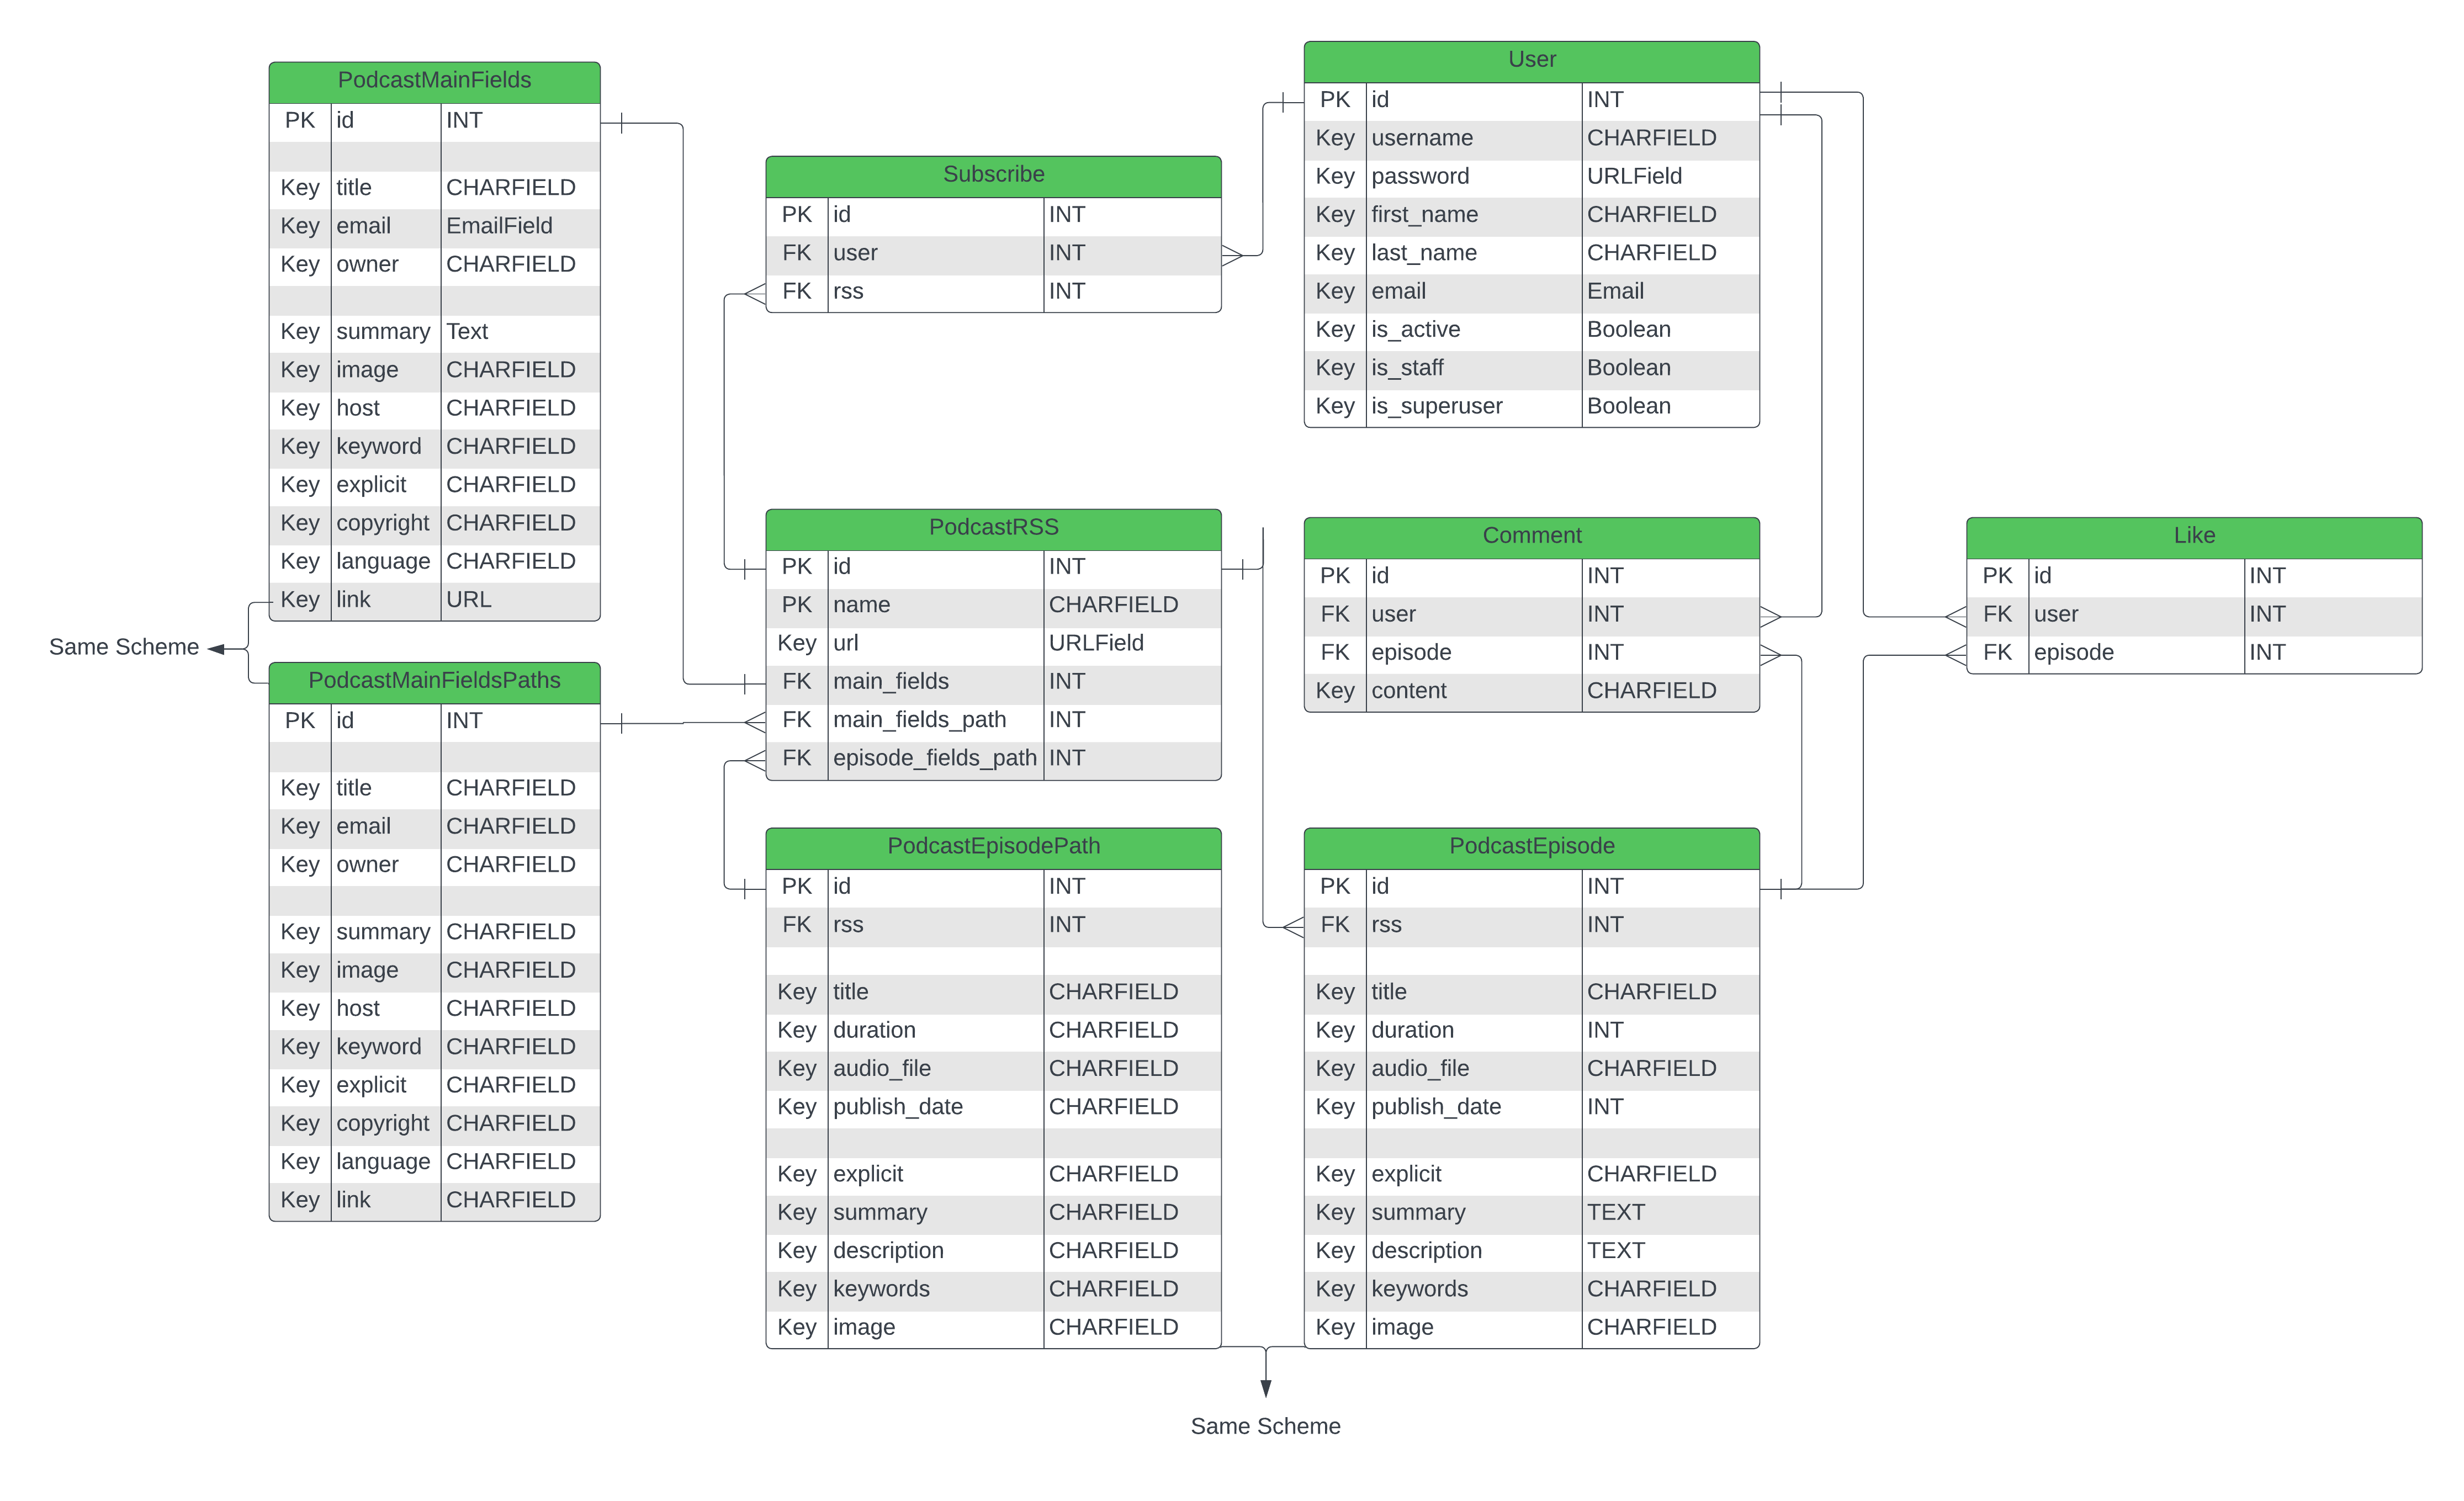 PodcastMainFields
PK id INT
Key title CHARFIELD
Key email EmailField
Key owner CHARFIELD
Key summary Text
Key image CHARFIELD
Key host CHARFIELD
Key keyword CHARFIELD
Key explicit CHARFIELD
Key copyright CHARFIELD
Key language CHARFIELD
Key link URL
Same Scheme
PodcastMainFieldsPaths
PK id INT
Key title CHARFIELD
Key email CHARFIELD
Key owner CHARFIELD
Key summary CHARFIELD
Key image CHARFIELD
Key host CHARFIELD
Key keyword CHARFIELD
Key explicit CHARFIELD
Key copyright CHARFIELD
Key language CHARFIELD
Key link CHARFIELD
Subscribe
PK id INT
FK user INT
FK rss INT
PodcastRSS
PK id INT
PK name CHARFIELD
Key url URLField
FK main_fields INT
FK main_fields_path INT
FK episode_fields_path INT
PodcastEpisodePath
PK id INT
FK rss INT
Key title CHARFIELD
Key duration CHARFIELD
Key audio_file CHARFIELD
Key publish_date CHARFIELD
Key explicit CHARFIELD
Key summary CHARFIELD
Key description CHARFIELD
Key keywords CHARFIELD
Key image CHARFIELD
User
PK id INT
Key username CHARFIELD
Key password URLField
Key first_name CHARFIELD
Key last_name CHARFIELD
Key email Email
Key is_active Boolean
Key is_staff Boolean
Key is_superuser Boolean
Comment
PK id INT
FK user INT
FK episode INT
Key content CHARFIELD
PodcastEpisode
PK id INT
FK rss INT
Key title CHARFIELD
Key duration INT
Key audio_file CHARFIELD
Key publish_date INT
Key explicit CHARFIELD
Key summary TEXT
Key description TEXT
Key keywords CHARFIELD
Key image CHARFIELD
Same Scheme
Like
PK id INT
FK user INT
FK episode INT